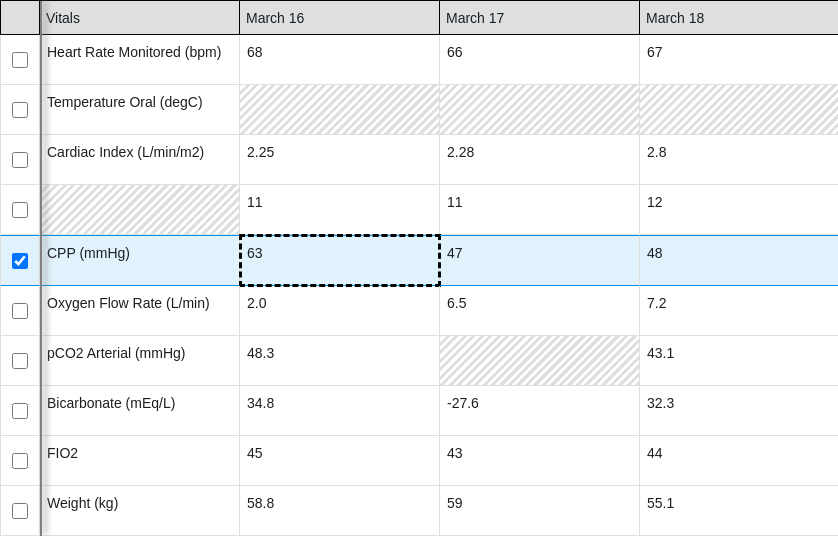 Vitals March 16 March 17 March 18
Heart Rate Monitored (bpm) 68 66 67
Temperature Oral (degC)
Cardiac Index (L/min/m2) 2.25 2.28 2.8
11 11 12
CPP (mmHg) 63 47 48
Oxygen Flow Rate (L/min) 2.0 6.5 7.2
pCO2 Arterial (mmHg) 48.3 43.1
Bicarbonate (mEq/L) 34.8 -27.6 32.3
FIO2 45 43 44
Weight (kg) 58.8 59 55.1